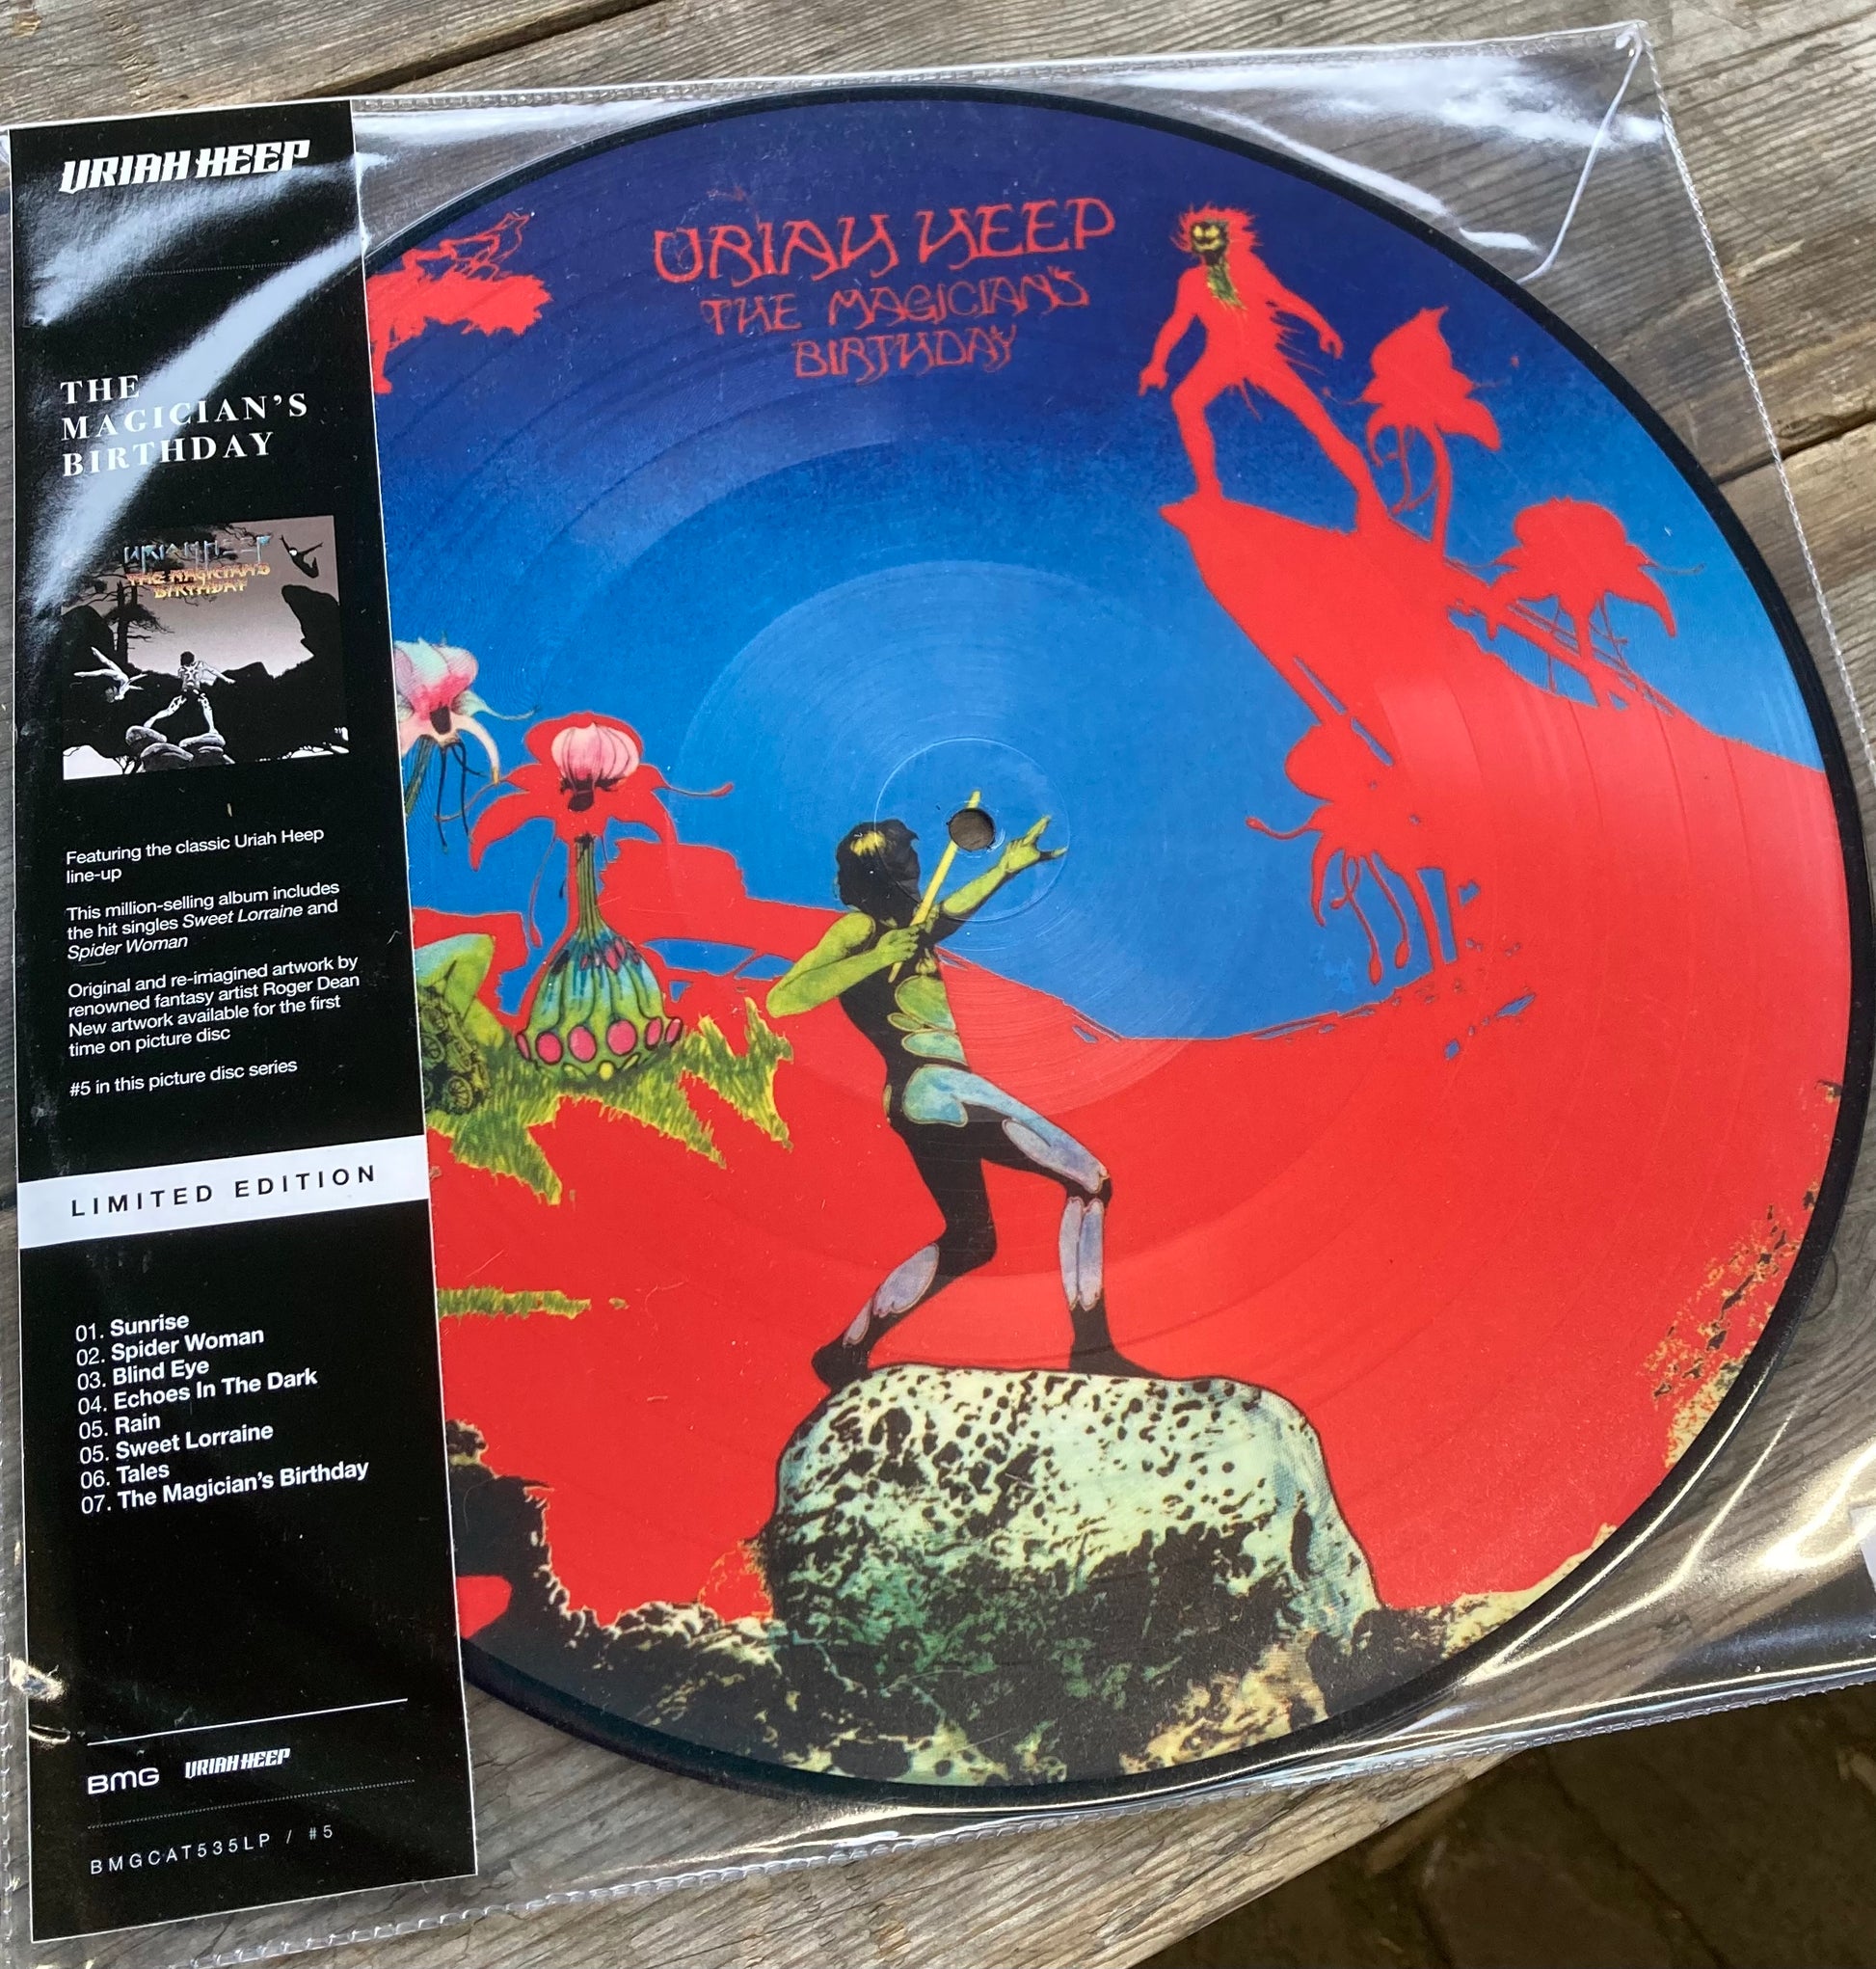 URIAH HEEP
THE
MAGICIAN'S
BIRTHDAY
URIAH HEEP
THE MAGICIAN'S
BIRTHDAY
Featuring the classic Uriah Heep
line-up
This million-selling album includes
the hit singles Sweet Lorraine and
Spider Woman
Original and re-imagined artwork by
renowned fantasy artist Roger Dean
New artwork available for the first
time on picture disc
#5 in this picture disc series
LIMITED EDITION
01. Sunrise
02. Spider Woman
03. Blind Eye
04. Echoes In The Dark
05. Rain
05. Sweet Lorraine
06. Tales
07. The Magician's Birthday
BMG URIAH HEEP
BMGCAT535LP / #5
URIAH HEEP
THE MAGICIAN'S
BIRTHDAY